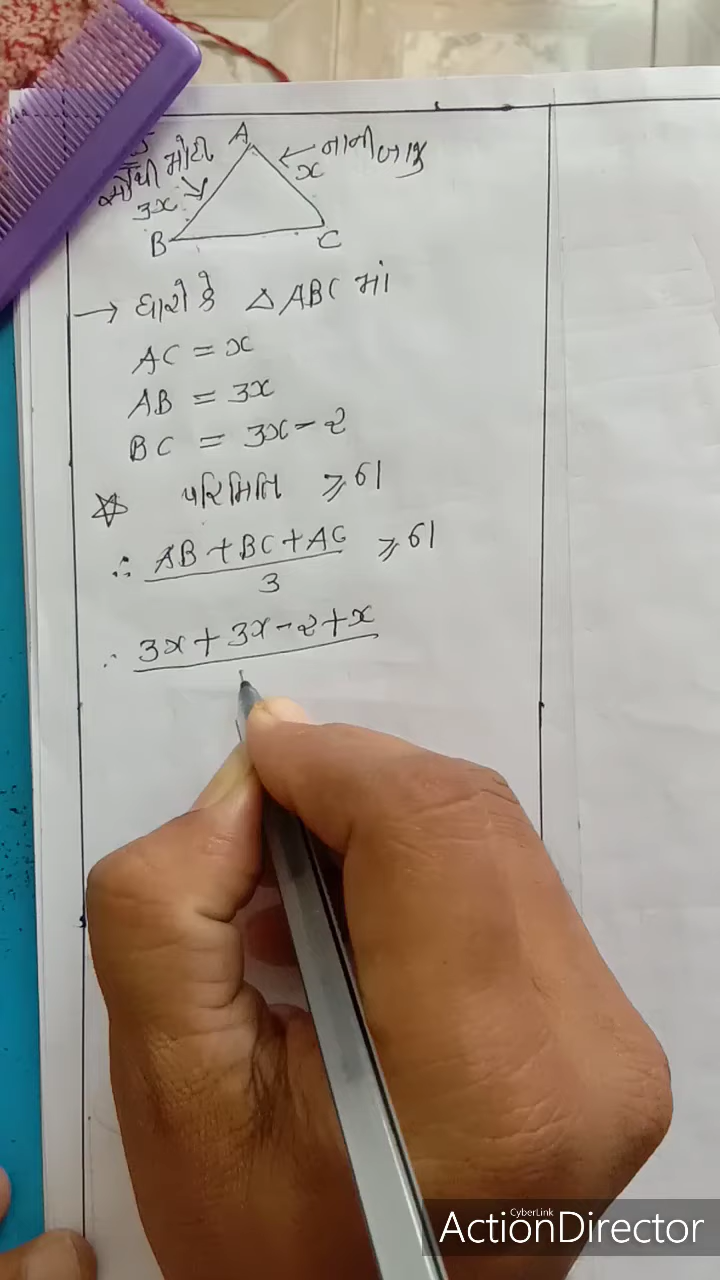 A
સૌથી મોટી
← નાની બાજુ
3x
x
B
C
→ ધારો કે △ ABC માં
AC = x
AB = 3x
BC = 3x - 2
☆ પરિમિતિ ⩾ 61
∴ AB + BC + AC / 3 ⩾ 61
∴ 3x + 3x - 2 + x
CyberLink
ActionDirector